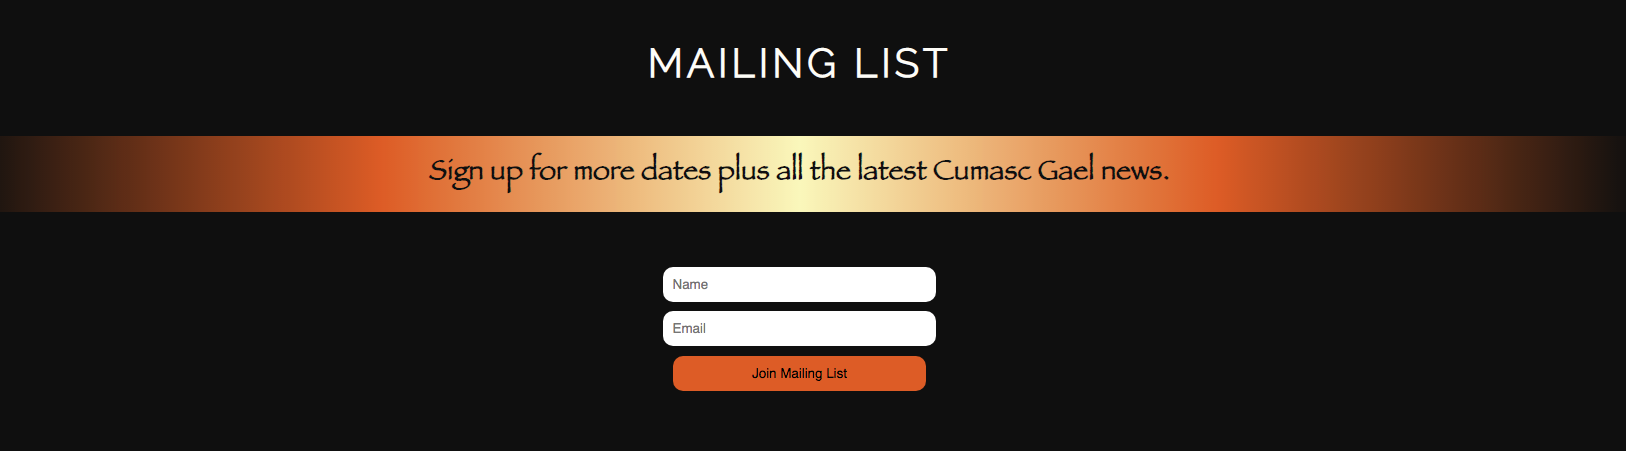 MAILING LIST
Sign up for more dates plus all the latest Cumasc Gael news.
Name
Email
Join Mailing List